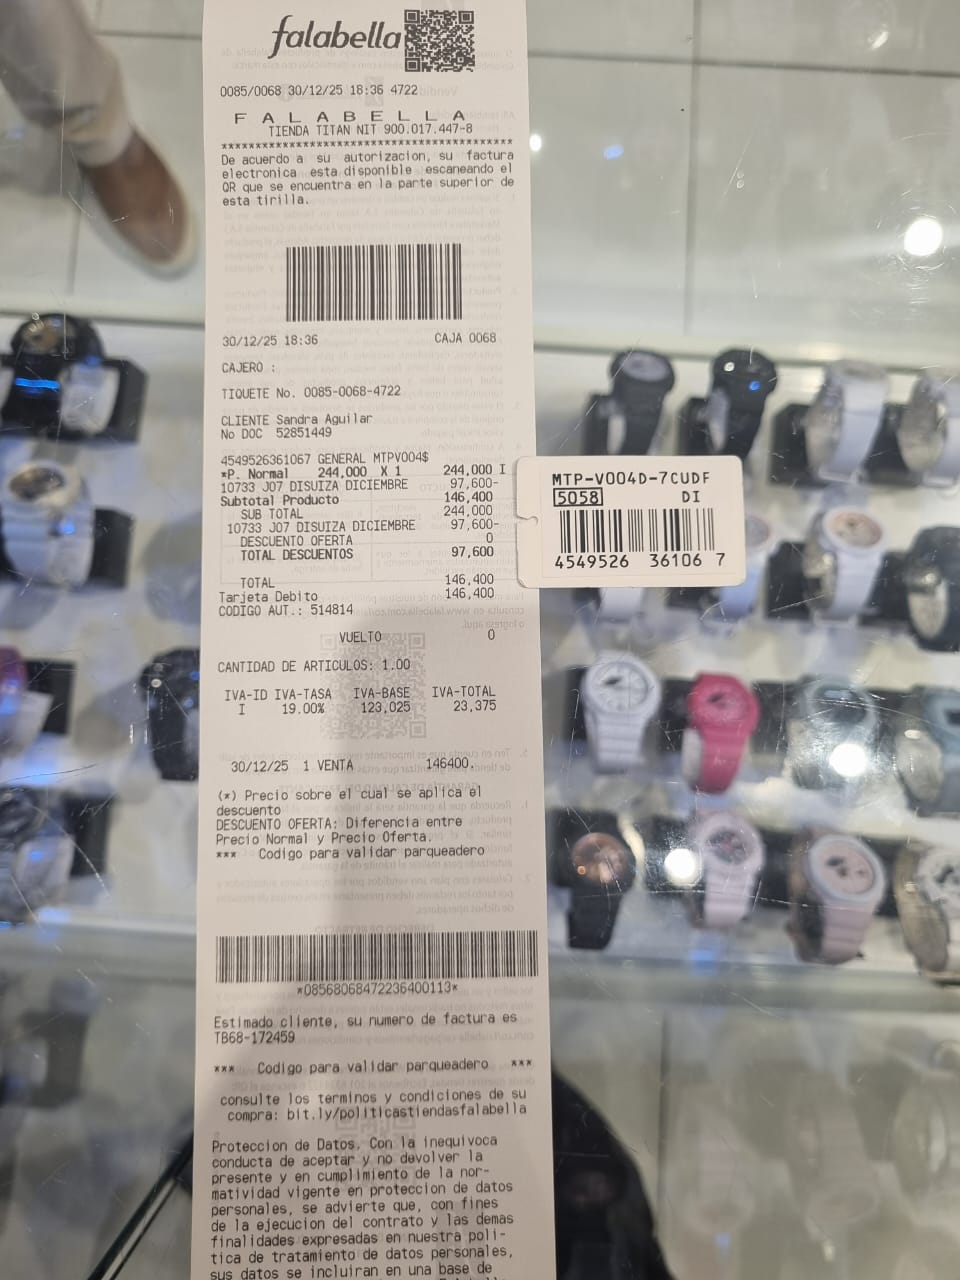 falabella
0085/0068 30/12/25 18:36 4722
F A L A B E L L A
TIENDA TITAN NIT 900.017.447-8
********************************************
De acuerdo a su autorizacion, su factura
electronica esta disponible escaneando el
QR que se encuentra en la parte superior de
esta tirilla.
30/12/25 18:36 CAJA 0068
CAJERO :
TIQUETE No. 0085-0068-4722
CLIENTE Sandra Aguilar
No DOC 52851449
4549526361067 GENERAL MTPV004$
*P. Normal 244,000 X 1 244,000 I
10733 J07 DISUIZA DICIEMBRE 97,600-
Subtotal Producto 146,400
SUB TOTAL 244,000
10733 J07 DISUIZA DICIEMBRE 97,600-
DESCUENTO OFERTA 0
TOTAL DESCUENTOS 97,600
TOTAL 146,400
Tarjeta Debito 146,400
CODIGO AUT.: 514814
VUELTO 0
CANTIDAD DE ARTICULOS: 1.00
IVA-ID IVA-TASA IVA-BASE IVA-TOTAL
I 19.00% 123,025 23,375
30/12/25 1 VENTA 146400.
(*) Precio sobre el cual se aplica el
descuento
DESCUENTO OFERTA: Diferencia entre
Precio Normal y Precio Oferta.
*** Codigo para validar parqueadero
*08568068472236400113*
Estimado cliente, su numero de factura es
TB68-172459
*** Codigo para validar parqueadero ***
consulte los terminos y condiciones de su
compra: bit.ly/politicastiendasfalabella
Proteccion de Datos. Con la inequivoca
conducta de aceptar y no devolver la
presente y en cumplimiento de la nor-
matividad vigente en proteccion de datos
personales, se advierte que, con fines
de la ejecucion del contrato y las demas
finalidades expresadas en nuestra poli-
tica de tratamiento de datos personales,
sus datos se incluiran en una base de
MTP-V004D-7CUDF
5058 DI
4549526 36106 7